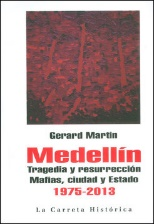 Gerard Martin
Medellín
Tragedia y resurrección
Mafias, ciudad y Estado
1975-2013
La Carreta Histórica